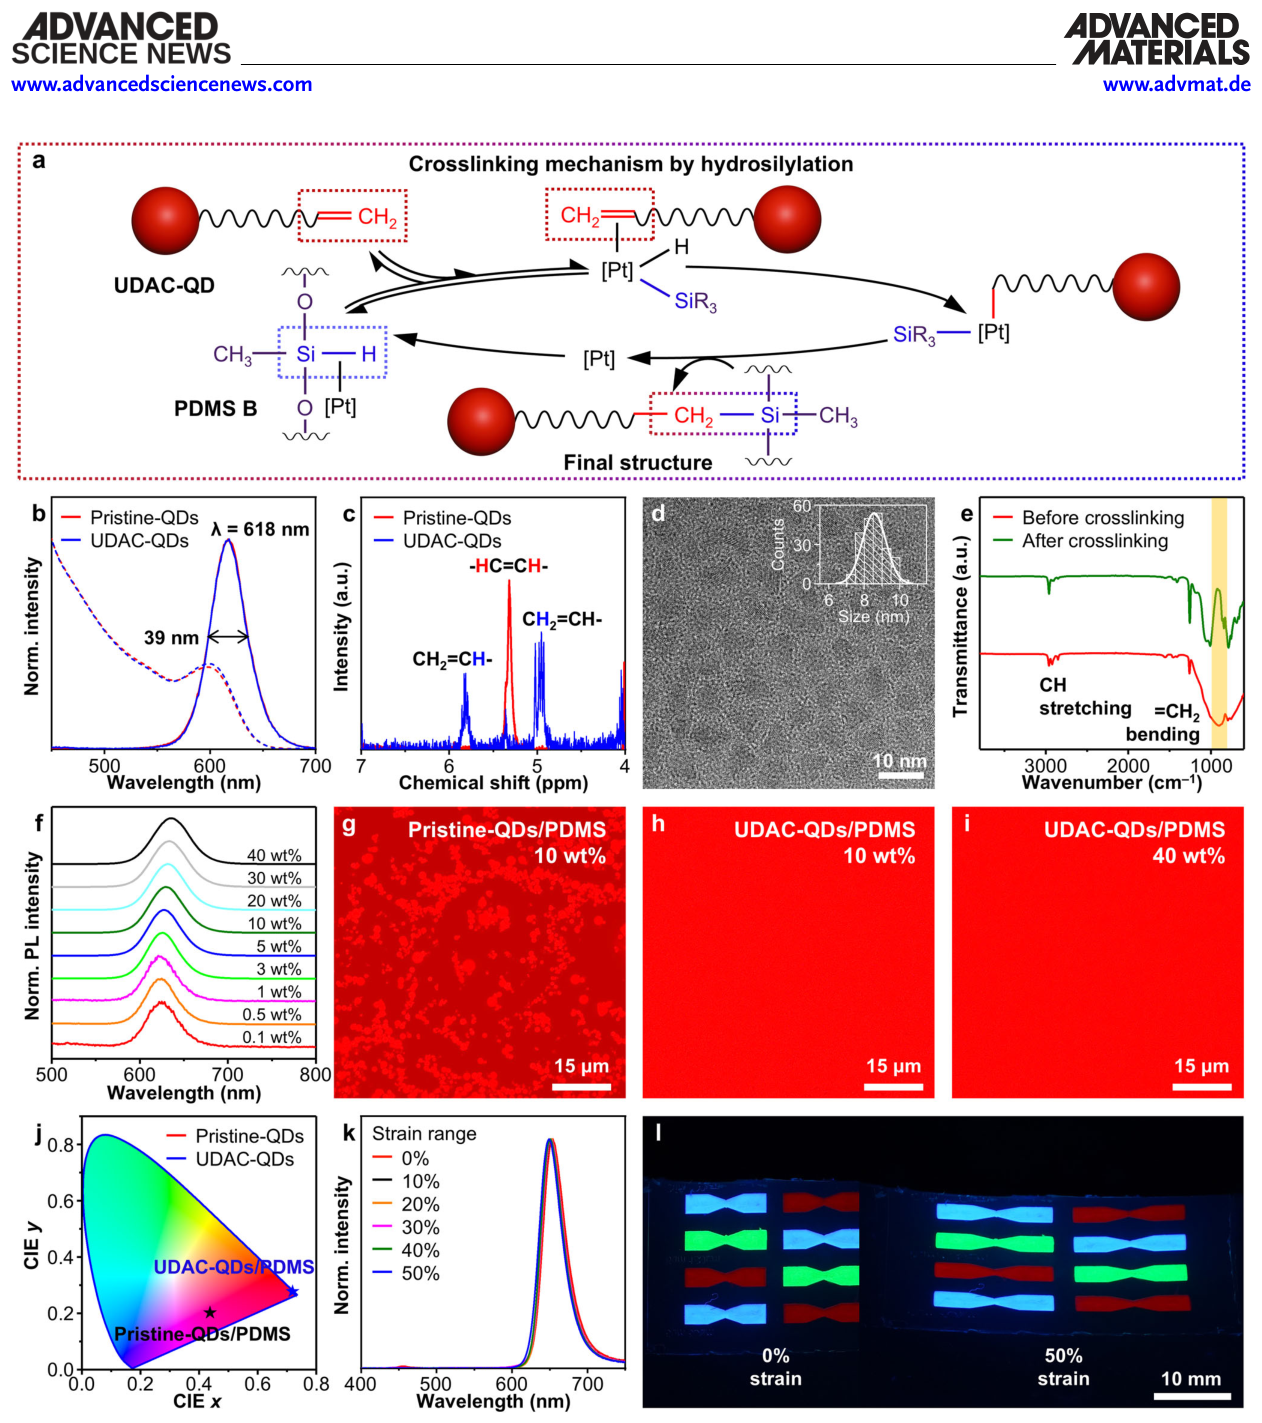 ADVANCED
SCIENCE NEWS
www.advancedsciencenews.com
ADVANCED
MATERIALS
www.advmat.de
a
Crosslinking mechanism by hydrosilylation
CH2
UDAC-QD
CH2
[Pt]
H
SiR3
SiR3
[Pt]
[Pt]
O
CH3
Si
H
O
[Pt]
PDMS B
CH2
Si
CH3
Final structure
b
Pristine-QDs
UDAC-QDs
λ = 618 nm
39 nm
Norm. intensity
500
600
700
Wavelength (nm)
c
Pristine-QDs
UDAC-QDs
-HC=CH-
CH2=CH-
CH2=CH-
Intensity (a.u.)
7
6
5
4
Chemical shift (ppm)
d
Counts
60
30
0
6
8
10
Size (nm)
10 nm
e
Before crosslinking
After crosslinking
CH
stretching
=CH2
bending
Transmittance (a.u.)
3000
2000
1000
Wavenumber (cm–1)
f
40 wt%
30 wt%
20 wt%
10 wt%
5 wt%
3 wt%
1 wt%
0.5 wt%
0.1 wt%
Norm. PL intensity
500
600
700
800
Wavelength (nm)
g
Pristine-QDs/PDMS
10 wt%
15 μm
h
UDAC-QDs/PDMS
10 wt%
15 μm
i
UDAC-QDs/PDMS
40 wt%
15 μm
j
Pristine-QDs
UDAC-QDs
UDAC-QDs/PDMS
Pristine-QDs/PDMS
CIE y
0.8
0.6
0.4
0.2
0.0
0.0
0.2
0.4
0.6
0.8
CIE x
k
Strain range
0%
10%
20%
30%
40%
50%
Norm. intensity
400
500
600
700
Wavelength (nm)
l
0%
strain
50%
strain
10 mm